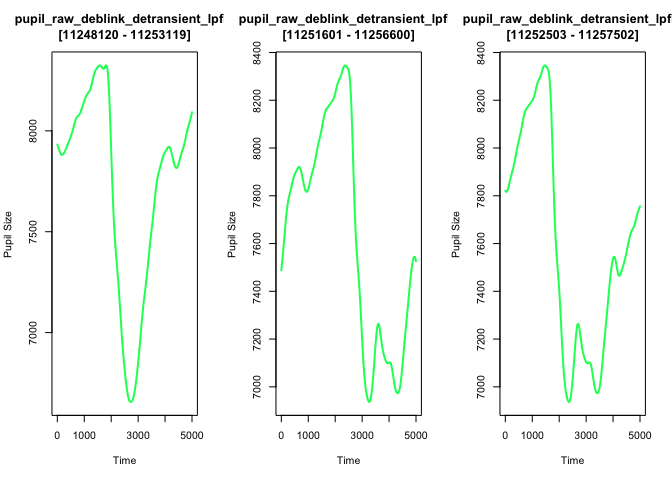 pupil_raw_deblink_detransient_lpf
[11248120 - 11253119]
Pupil Size
8000
7500
7000
0 1000 3000 5000
Time
pupil_raw_deblink_detransient_lpf
[11251601 - 11256600]
Pupil Size
8400
8200
8000
7800
7600
7400
7200
7000
0 1000 3000 5000
Time
pupil_raw_deblink_detransient_lpf
[11252503 - 11257502]
Pupil Size
8400
8200
8000
7800
7600
7400
7200
7000
0 1000 3000 5000
Time